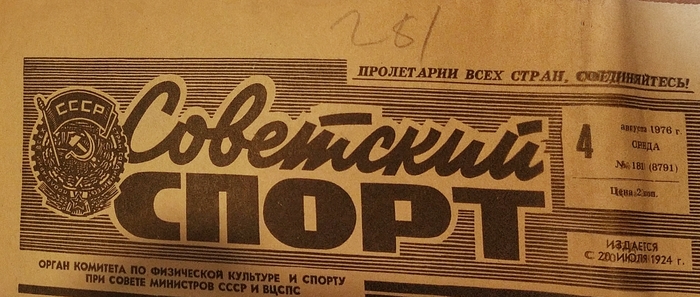 281
ПРОЛЕТАРИИ ВСЕХ СТРАН, СОЕДИНЯЙТЕСЬ!
СССР
Советский
СПОРТ
4
августа 1976 г.
СРЕДА
№ 181 (8791)
Цена 2 коп.
ИЗДАЕТСЯ
С 20 ИЮЛЯ 1924 г.
ОРГАН КОМИТЕТА ПО ФИЗИЧЕСКОЙ КУЛЬТУРЕ И СПОРТУ
ПРИ СОВЕТЕ МИНИСТРОВ СССР И ВЦСПС